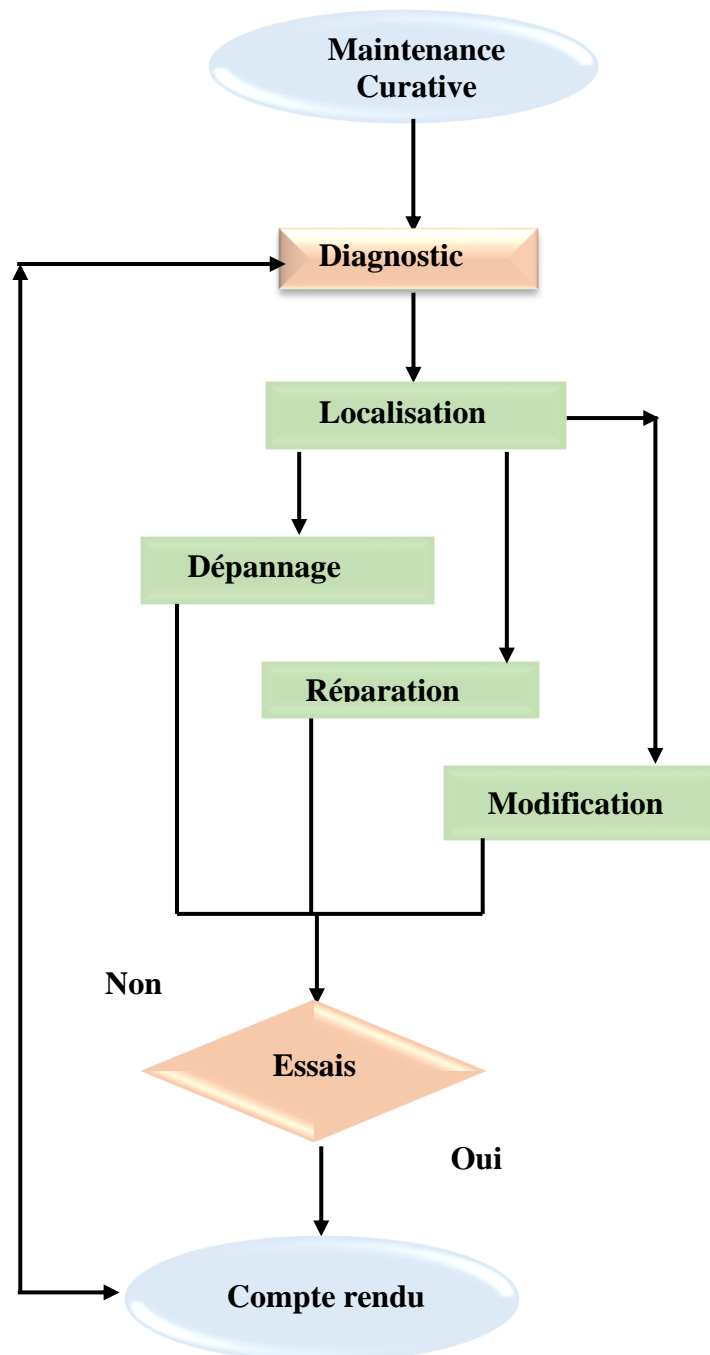 Maintenance
Curative
Diagnostic
Localisation
Dépannage
Réparation
Modification
Non
Essais
Oui
Compte rendu